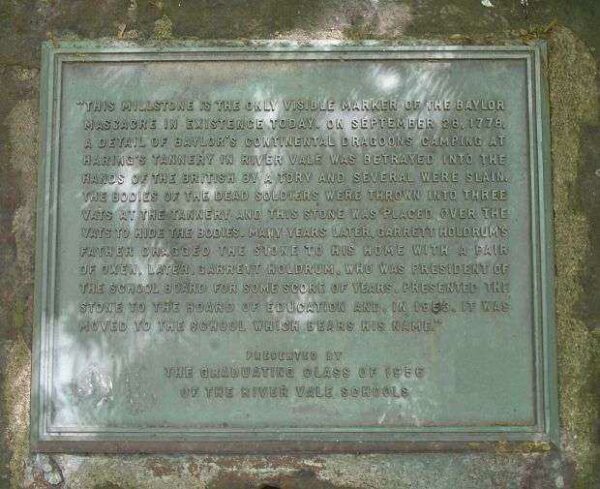 "THIS MILLSTONE IS THE ONLY VISIBLE MARKER OF THE BAYLOR
MASCACRE IN EXISTENCE TODAY. ON SEPTEMBER 28, 1778,
A DETAIL OF BAYLOR'S CONTINENTAL DRAGOONS CAMPING AT
HARING'S TANNERY IN RIVER VALE WAS BETRAYED INTO THE
HANDS OF THE BRITISH BY A TORY AND SEVERAL WERE SLAIN.
THE BODIES OF THE DEAD SOLDIERS WERE THROWN INTO THREE
VATS AT THE TANNERY AND THIS STONE WAS PLACED OVER THE
VATS TO HIDE THE BODIES. MANY YEARS LATER, GARRETT HOLDRUM'S
FATHER DRAGGED THE STONE TO HIS HOME WITH A PAIR
OF OXEN. LATER, GARRETT HOLDRUM, WHO WAS PRESIDENT OF
THE SCHOOL BOARD FOR SOME SCORE OF YEARS, PRESENTED THE
STONE TO THE BOARD OF EDUCATION AND, IN IT WAS
MOVED TO THE SCHOOL WHICH BEARS HIS NAME."
PRESENTED BY
THE GRADUATING CLASS OF 1956
OF THE RIVER VALE SCHOOLS